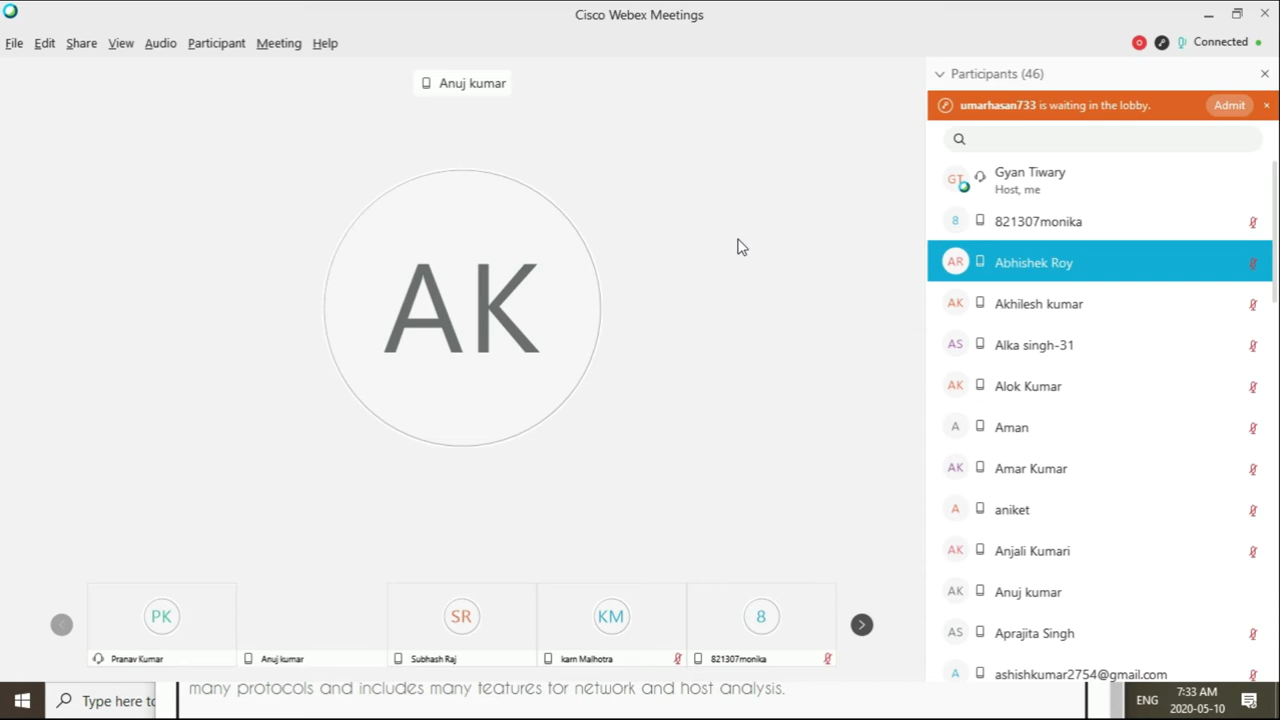 Cisco Webex Meetings
File Edit Share View Audio Participant Meeting Help
Connected
Anuj kumar
AK
Participants (46)
umarhasan733 is waiting in the lobby. Admit
GT Gyan Tiwary
Host, me
8 821307monika
AR Abhishek Roy
AK Akhilesh kumar
AS Alka singh-31
AK Alok Kumar
A Aman
AK Amar Kumar
A aniket
AK Anjali Kumari
AK Anuj kumar
AS Aprajita Singh
A ashishkumar2754@gmail.com
PK SR KM 8
Pranav Kumar Anuj kumar Subhash Raj karn Malhotra 821307monika
many protocols and includes many features for network and host analysis.
Type here to
ENG 7:33 AM
2020-05-10